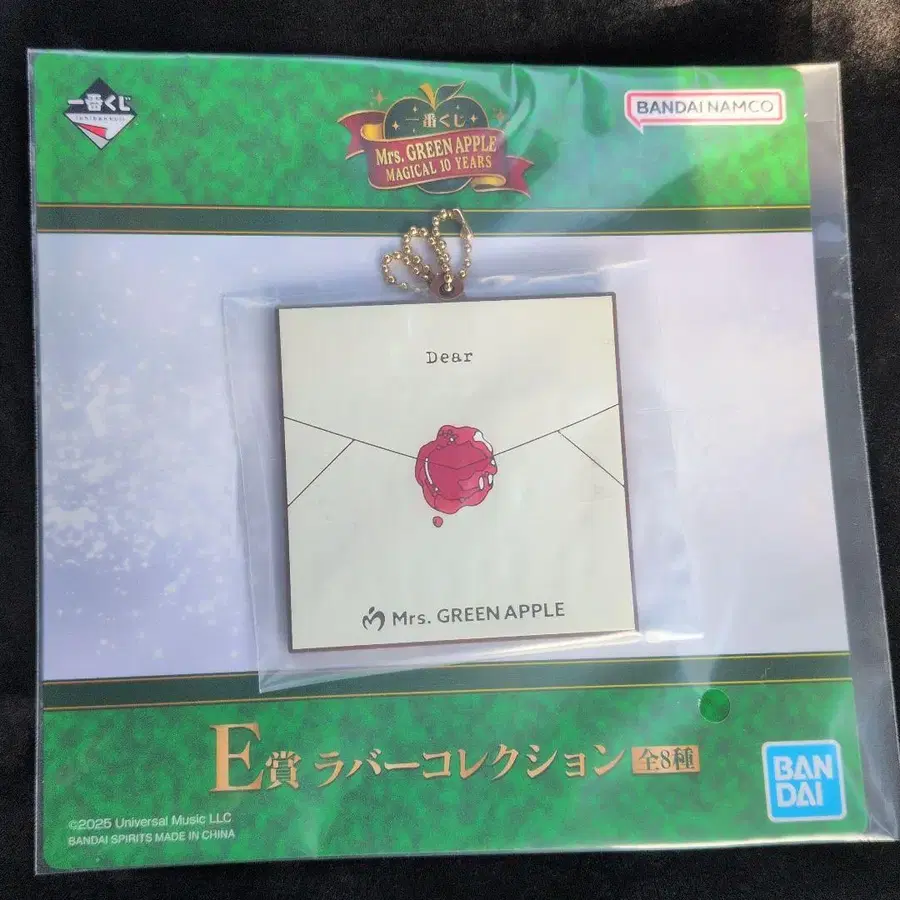 一番くじ
一番くじ
Mrs. GREEN APPLE
MAGICAL 10 YEARS
BANDAI NAMCO
Dear
Mrs. GREEN APPLE
E賞 ラバーコレクション 全8種
©2025 Universal Music LLC
BANDAI SPIRITS MADE IN CHINA
BAN
DAI